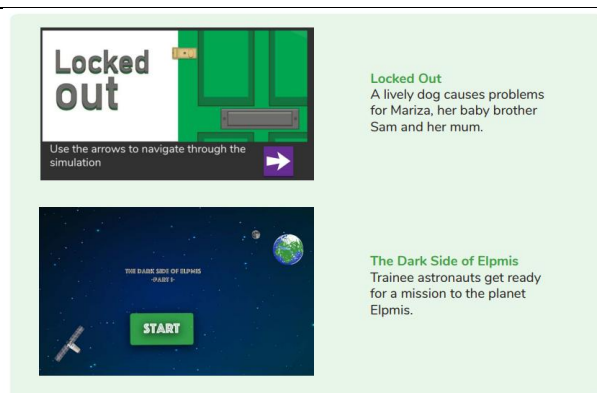 Locked
out
Use the arrows to navigate through the
simulation
Locked Out
A lively dog causes problems
for Mariza, her baby brother
Sam and her mum.
THE DARK SIDE OF ELPMIS
-PART 1-
START
The Dark Side of Elpmis
Trainee astronauts get ready
for a mission to the planet
Elpmis.